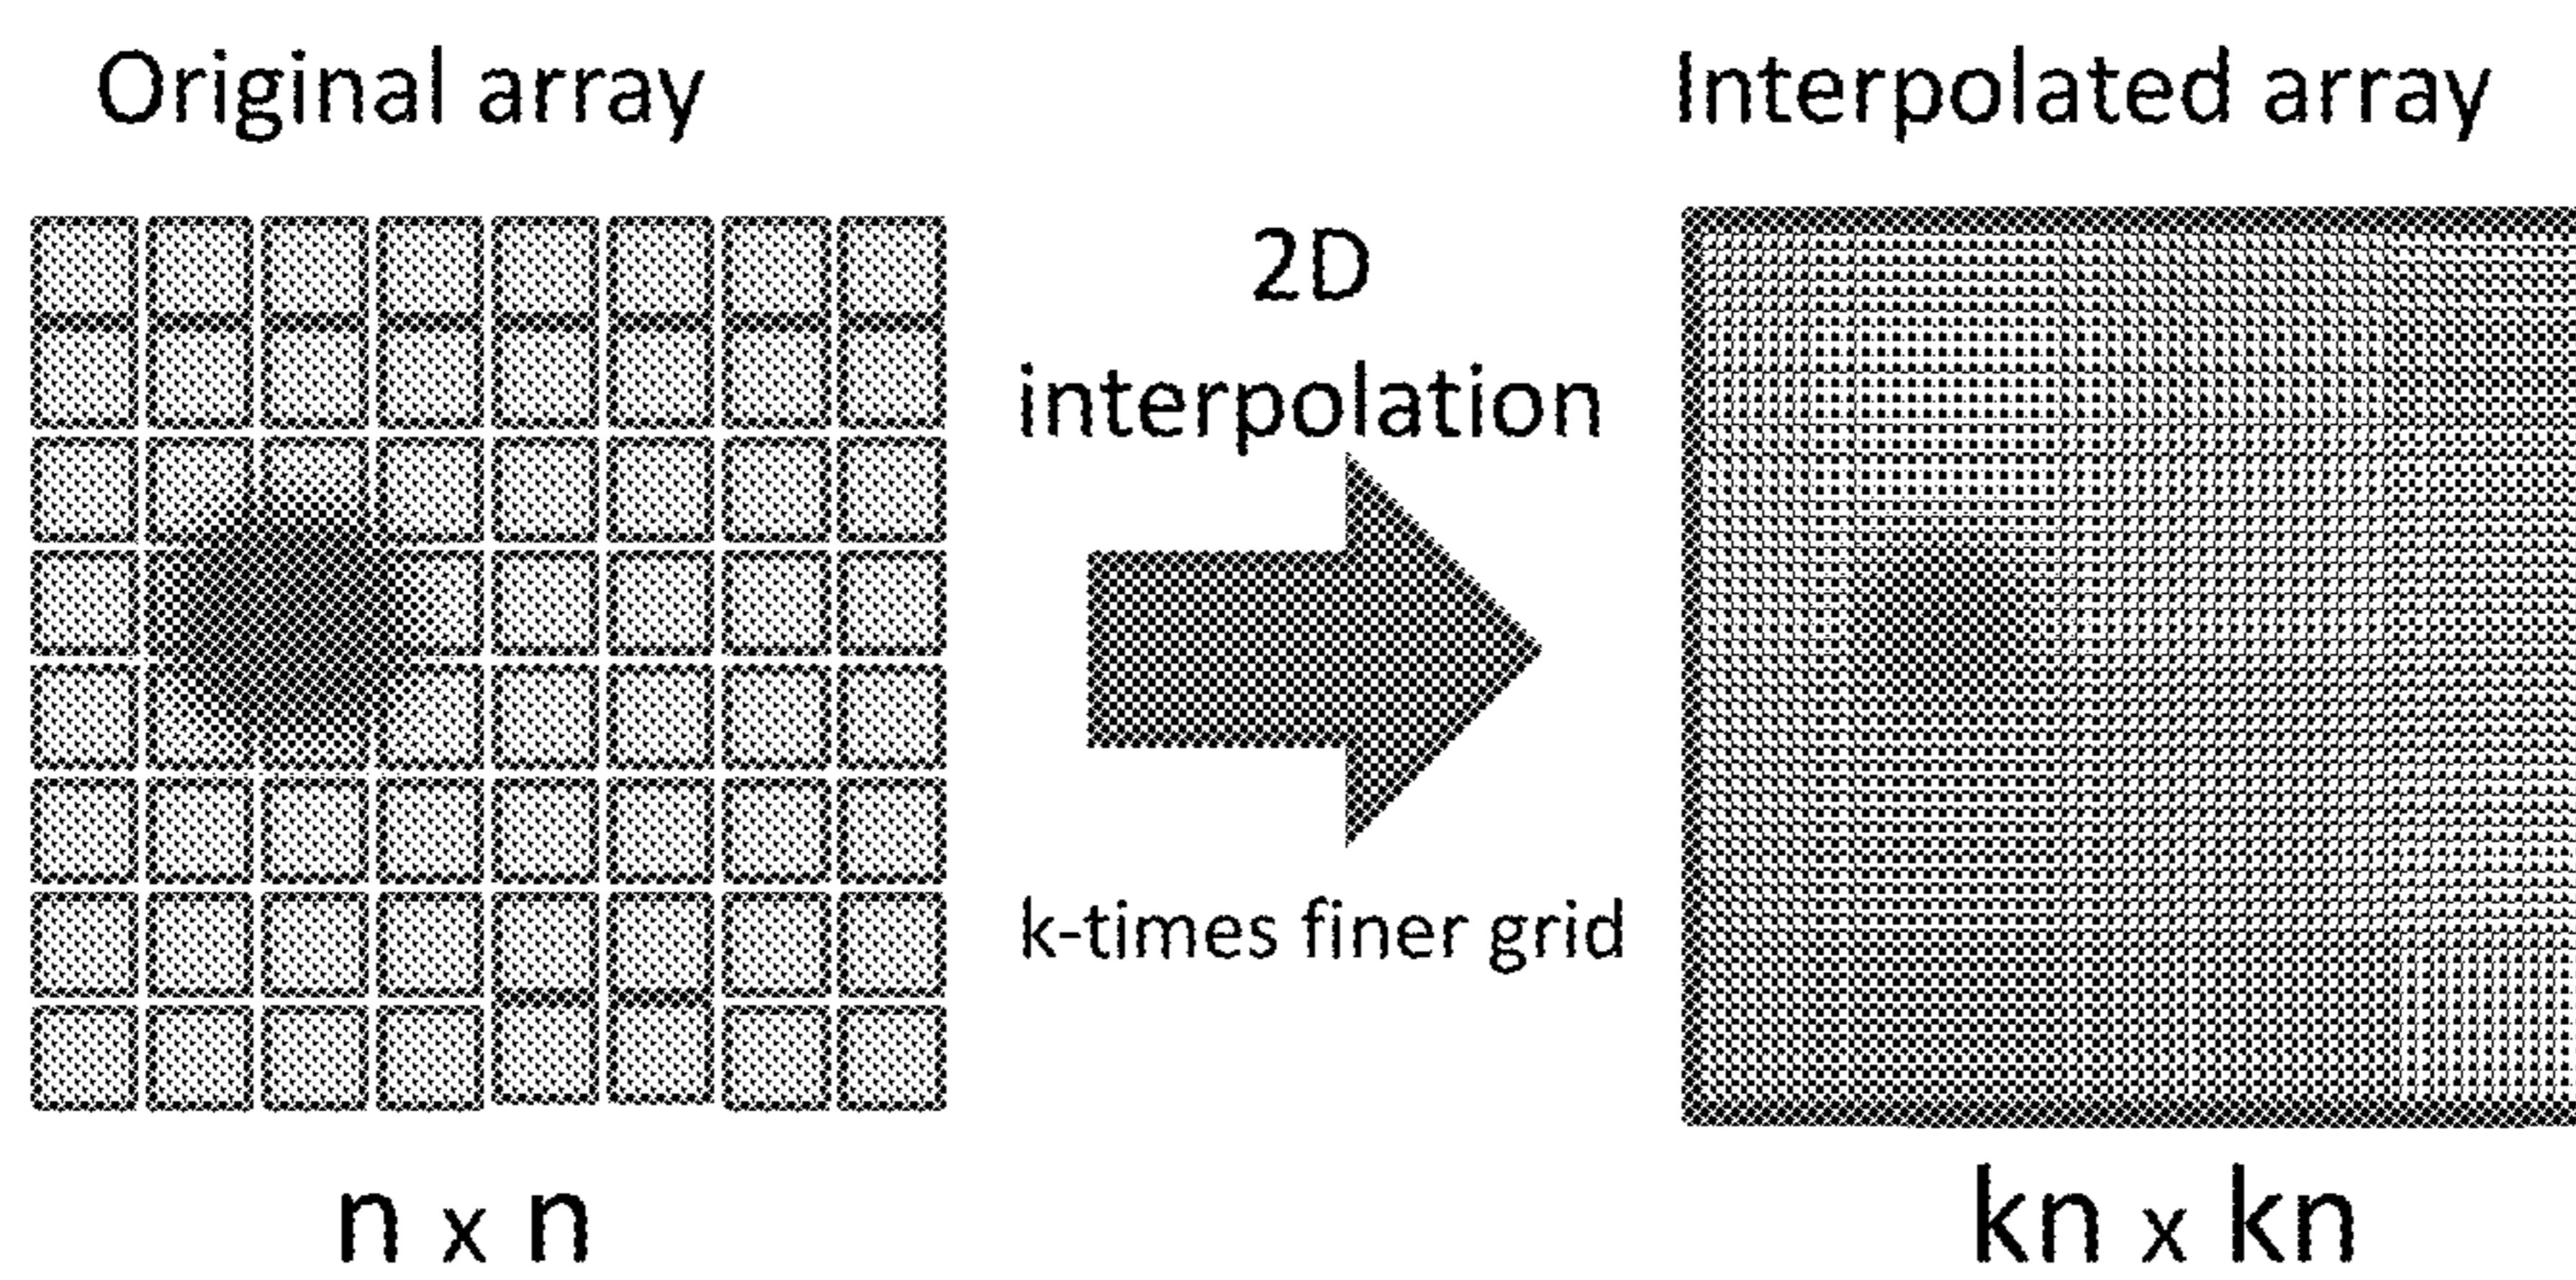 Original array
Interpolated array
2D
interpolation
k-times finer grid
n x n
kn x kn